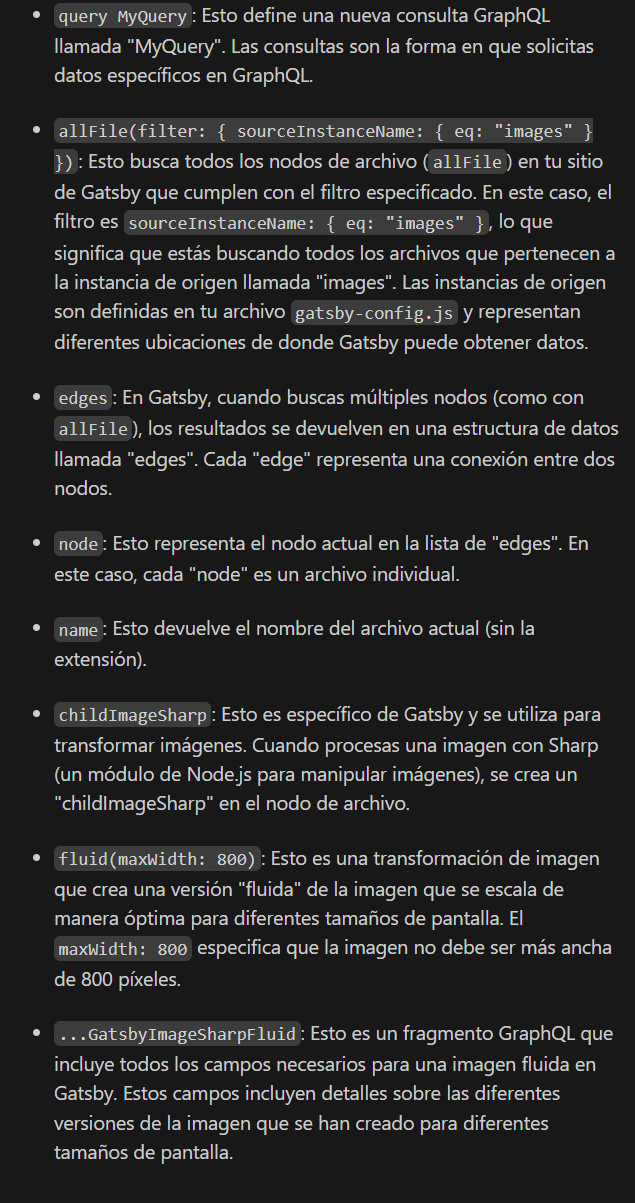 query MyQuery: Esto define una nueva consulta GraphQL
llamada "MyQuery". Las consultas son la forma en que solicitas
datos específicos en GraphQL.
allFile(filter: { sourceInstanceName: { eq: "images" }
}): Esto busca todos los nodos de archivo (allFile) en tu sitio
de Gatsby que cumplen con el filtro especificado. En este caso, el
filtro es sourceInstanceName: { eq: "images" }, lo que
significa que estás buscando todos los archivos que pertenecen a
la instancia de origen llamada "images". Las instancias de origen
son definidas en tu archivo gatsby-config.js y representan
diferentes ubicaciones de donde Gatsby puede obtener datos.
edges: En Gatsby, cuando buscas múltiples nodos (como con
allFile), los resultados se devuelven en una estructura de datos
llamada "edges". Cada "edge" representa una conexión entre dos
nodos.
node: Esto representa el nodo actual en la lista de "edges". En
este caso, cada "node" es un archivo individual.
name: Esto devuelve el nombre del archivo actual (sin la
extensión).
childImageSharp: Esto es específico de Gatsby y se utiliza para
transformar imágenes. Cuando procesas una imagen con Sharp
(un módulo de Node.js para manipular imágenes), se crea un
"childImageSharp" en el nodo de archivo.
fluid(maxWidth: 800): Esto es una transformación de imagen
que crea una versión "fluida" de la imagen que se escala de
manera óptima para diferentes tamaños de pantalla. El
maxWidth: 800 especifica que la imagen no debe ser más ancha
de 800 píxeles.
...GatsbyImageSharpFluid: Esto es un fragmento GraphQL que
incluye todos los campos necesarios para una imagen fluida en
Gatsby. Estos campos incluyen detalles sobre las diferentes
versiones de la imagen que se han creado para diferentes
tamaños de pantalla.